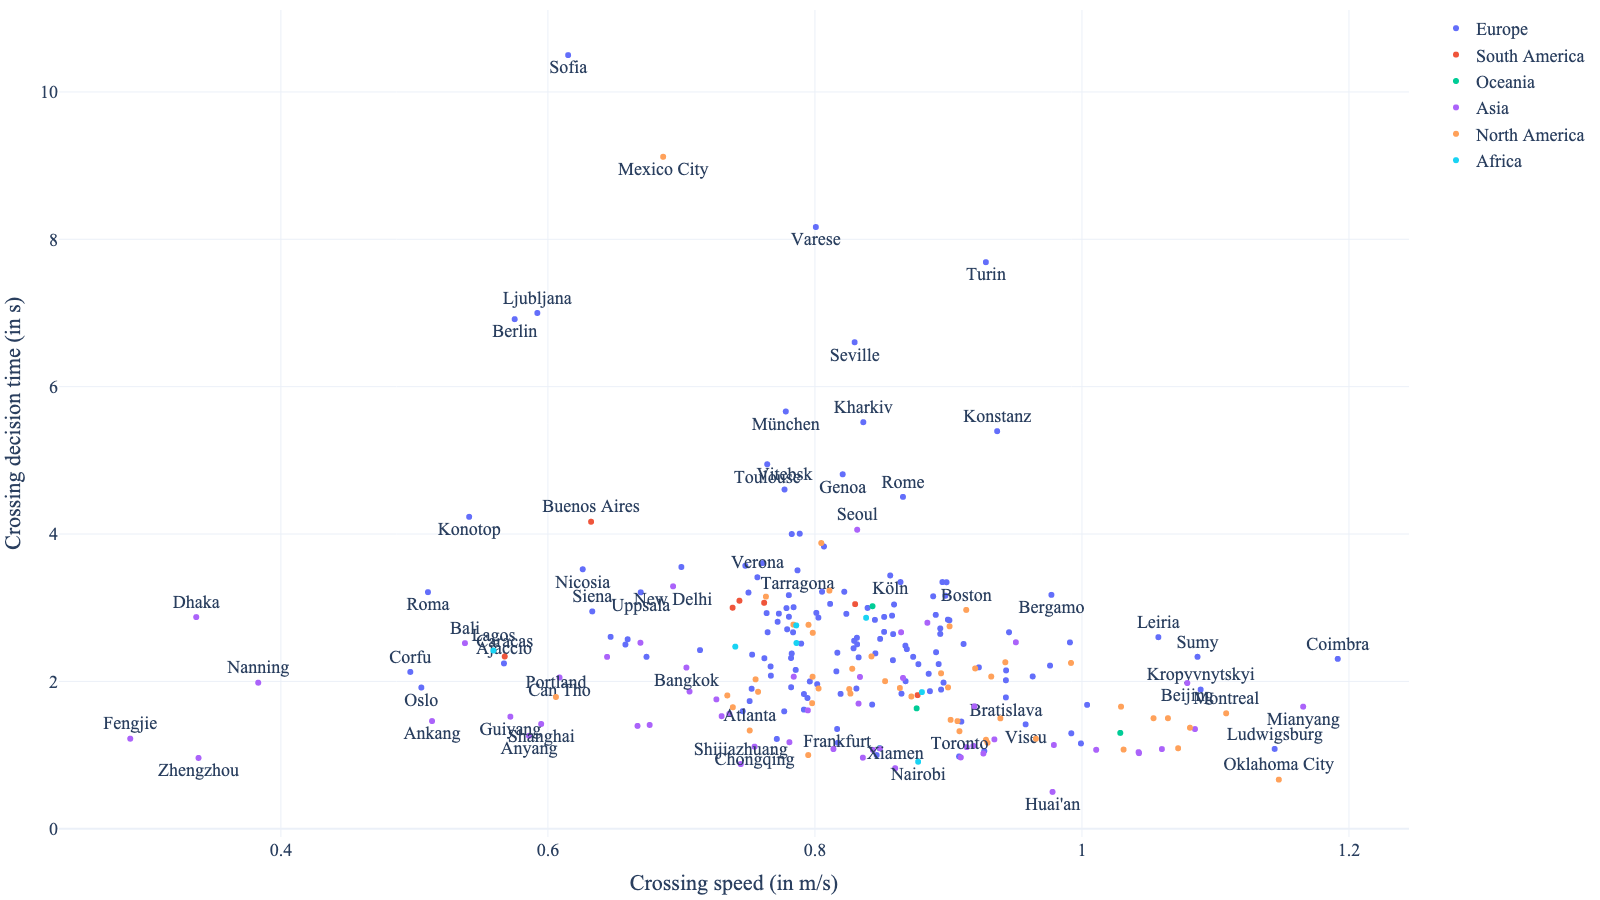 Europe
South America
Oceania
Asia
North America
Africa
Crossing decision time (in s)
10
8
6
4
2
0
Sofia
Mexico City
Varese
Turin
Ljubljana
Berlin
Seville
Kharkiv
München
Konstanz
Vitebsk
Toulouse
Genoa
Rome
Buenos Aires
Seoul
Konotop
Verona
Nicosia
Tarragona
Köln
Siena
New Delhi
Uppsala
Boston
Dhaka
Roma
Bergamo
Leiria
Bali
Lagos
Caracas
Ajaccio
Sumy
Coimbra
Corfu
Nanning
Portland
Bangkok
Kropyvnytskyi
Can Tho
Beijing
Montreal
Oslo
Atlanta
Bratislava
Mianyang
Fengjie
Ankang
Guiyang
Shanghai
Anyang
Frankfurt
Toronto
Viseu
Ludwigsburg
Shijiazhuang
Chongqing
Xiamen
Zhengzhou
Nairobi
Oklahoma City
Huai'an
0.4
0.6
0.8
1
1.2
Crossing speed (in m/s)